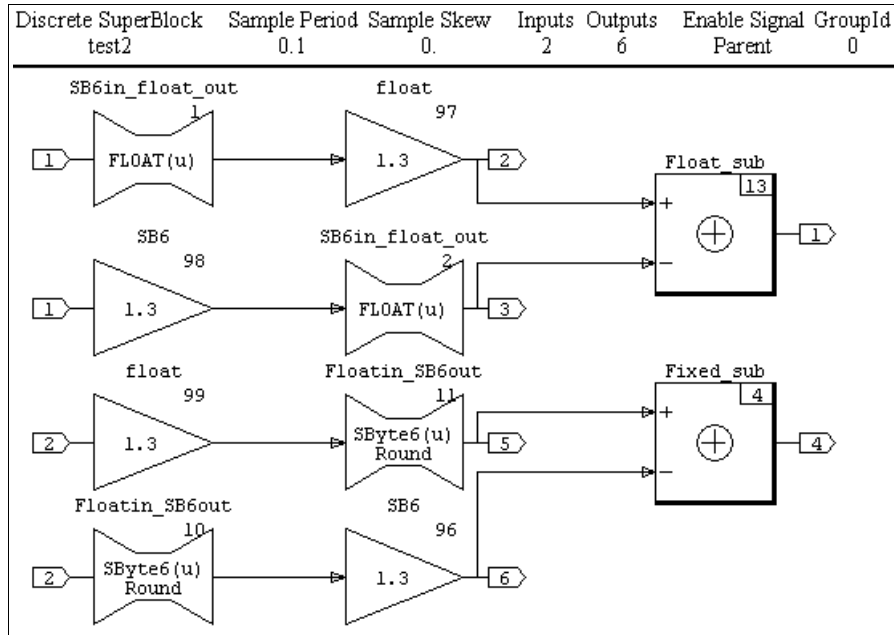 Discrete SuperBlock Sample Period Sample Skew Inputs Outputs Enable Signal GroupId
test2 0.1 0. 2 6 Parent 0
SB6in_float_out float
1 97
1 FLOAT(u) 1.3 2
Float_sub
13
+
−
1
SB6 SB6in_float_out
98 2
1 1.3 FLOAT(u) 3
float Floatin_SB6out
99 11
2 1.3 SByte6(u)
Round 5
Fixed_sub
4
+
−
4
Floatin_SB6out SB6
10 96
2 SByte6(u)
Round 1.3 6